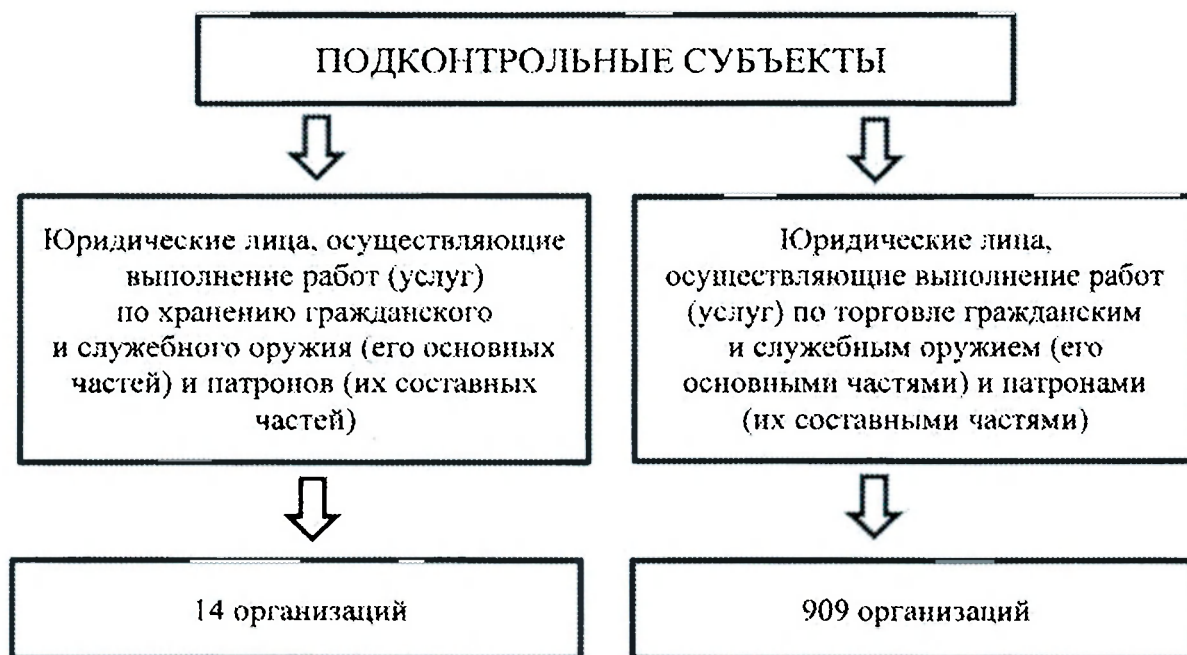 ПОДКОНТРОЛЬНЫЕ СУБЪЕКТЫ
Юридические лица, осуществляющие
выполнение работ (услуг)
по хранению гражданского
и служебного оружия (его основных
частей) и патронов (их составных
частей)
Юридические лица,
осуществляющие выполнение работ
(услуг) по торговле гражданским
и служебным оружием (его
основными частями) и патронами
(их составными частями)
14 организаций
909 организаций